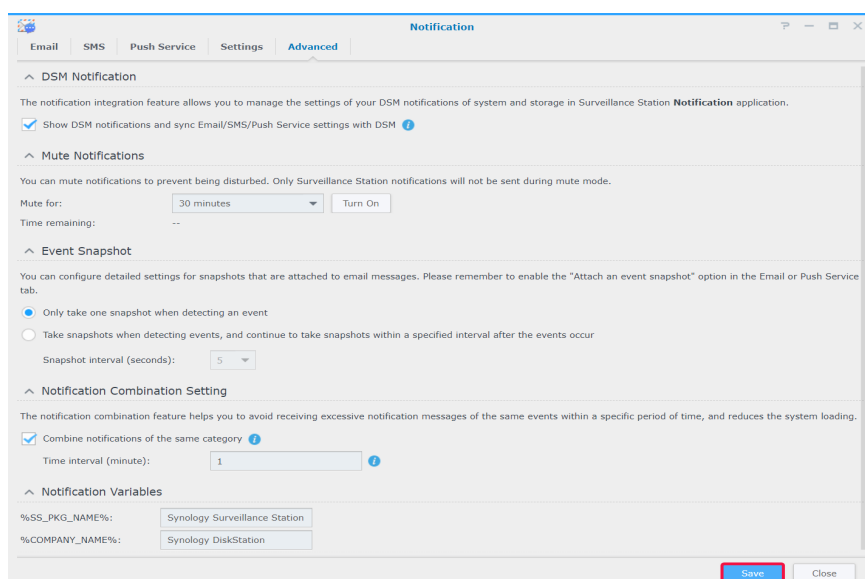 Notification
Email SMS Push Service Settings Advanced
DSM Notification
The notification integration feature allows you to manage the settings of your DSM notifications of system and storage in Surveillance Station Notification application.
Show DSM notifications and sync Email/SMS/Push Service settings with DSM
Mute Notifications
You can mute notifications to prevent being disturbed. Only Surveillance Station notifications will not be sent during mute mode.
Mute for: 30 minutes Turn On
Time remaining: --
Event Snapshot
You can configure detailed settings for snapshots that are attached to email messages. Please remember to enable the "Attach an event snapshot" option in the Email or Push Service
tab.
Only take one snapshot when detecting an event
Take snapshots when detecting events, and continue to take snapshots within a specified interval after the events occur
Snapshot interval (seconds): 5
Notification Combination Setting
The notification combination feature helps you to avoid receiving excessive notification messages of the same events within a specific period of time, and reduces the system loading.
Combine notifications of the same category
Time interval (minute): 1
Notification Variables
%SS_PKG_NAME%: Synology Surveillance Station
%COMPANY_NAME%: Synology DiskStation
Save Close